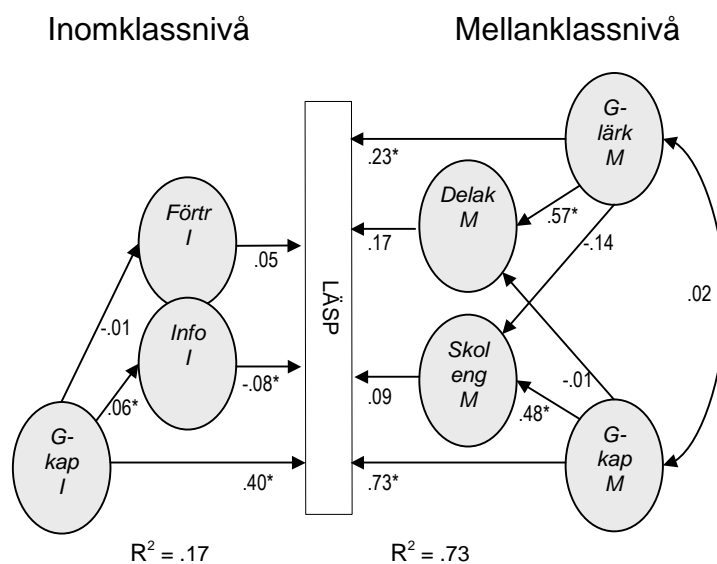 Inomklassnivå
Mellanklassnivå
G-
lärk
M
.23*
Delak
M
.57*
Förtr
I
.05
.17
-.14
LÄSP
.02
-.01
Info
I
Skol
eng
M
-.01
-.08*
.09
.06*
.48*
G-
kap
I
G-
kap
M
.40*
.73*
R² = .17
R² = .73